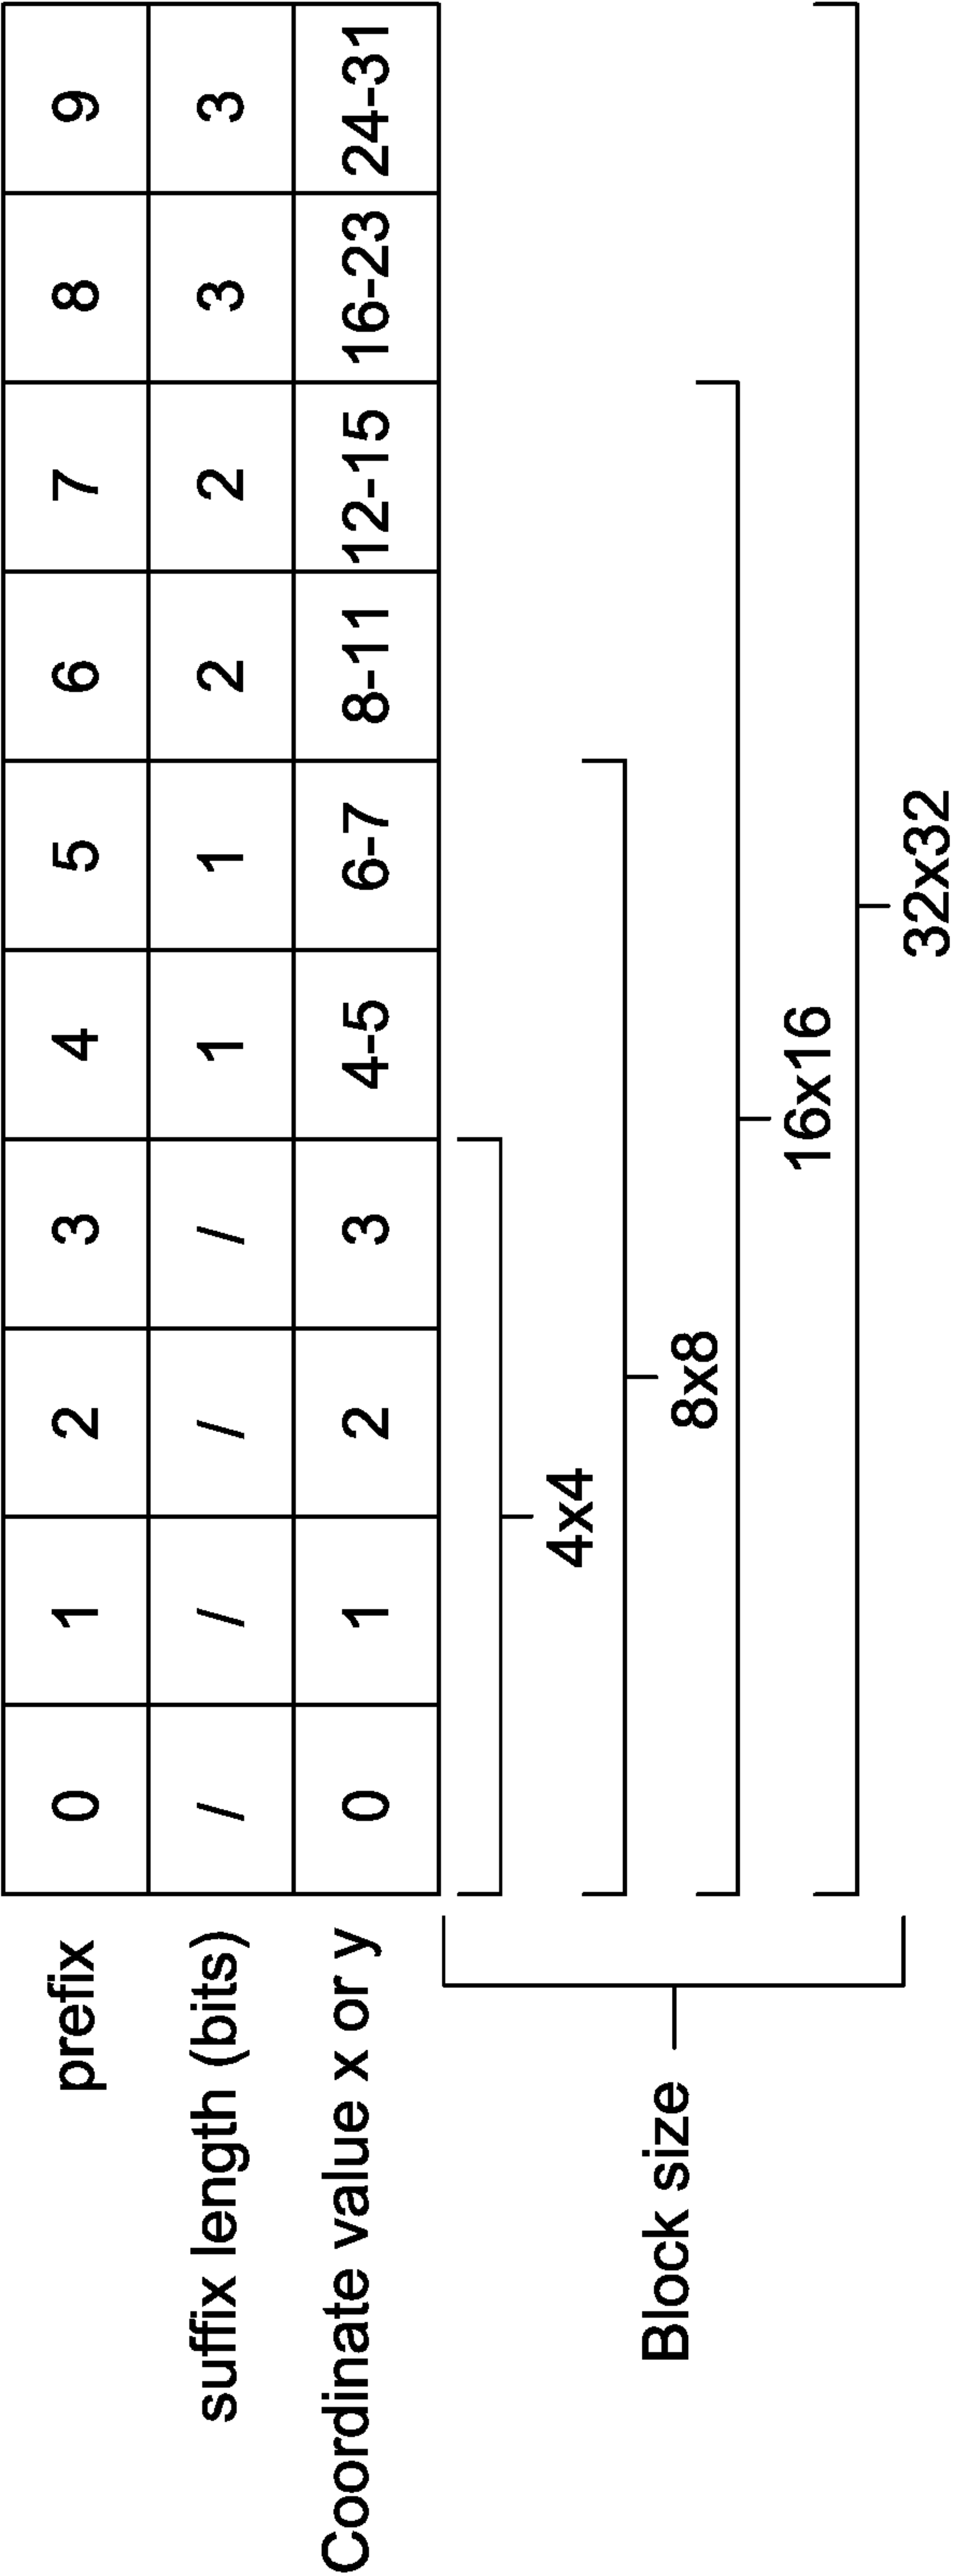 prefix 0 1 2 3 4 5 6 7 8 9
suffix length (bits) / / / / 1 1 2 2 3 3
Coordinate value x or y 0 1 2 3 4-5 6-7 8-11 12-15 16-23 24-31
4x4
Block size
8x8
16x16
32x32